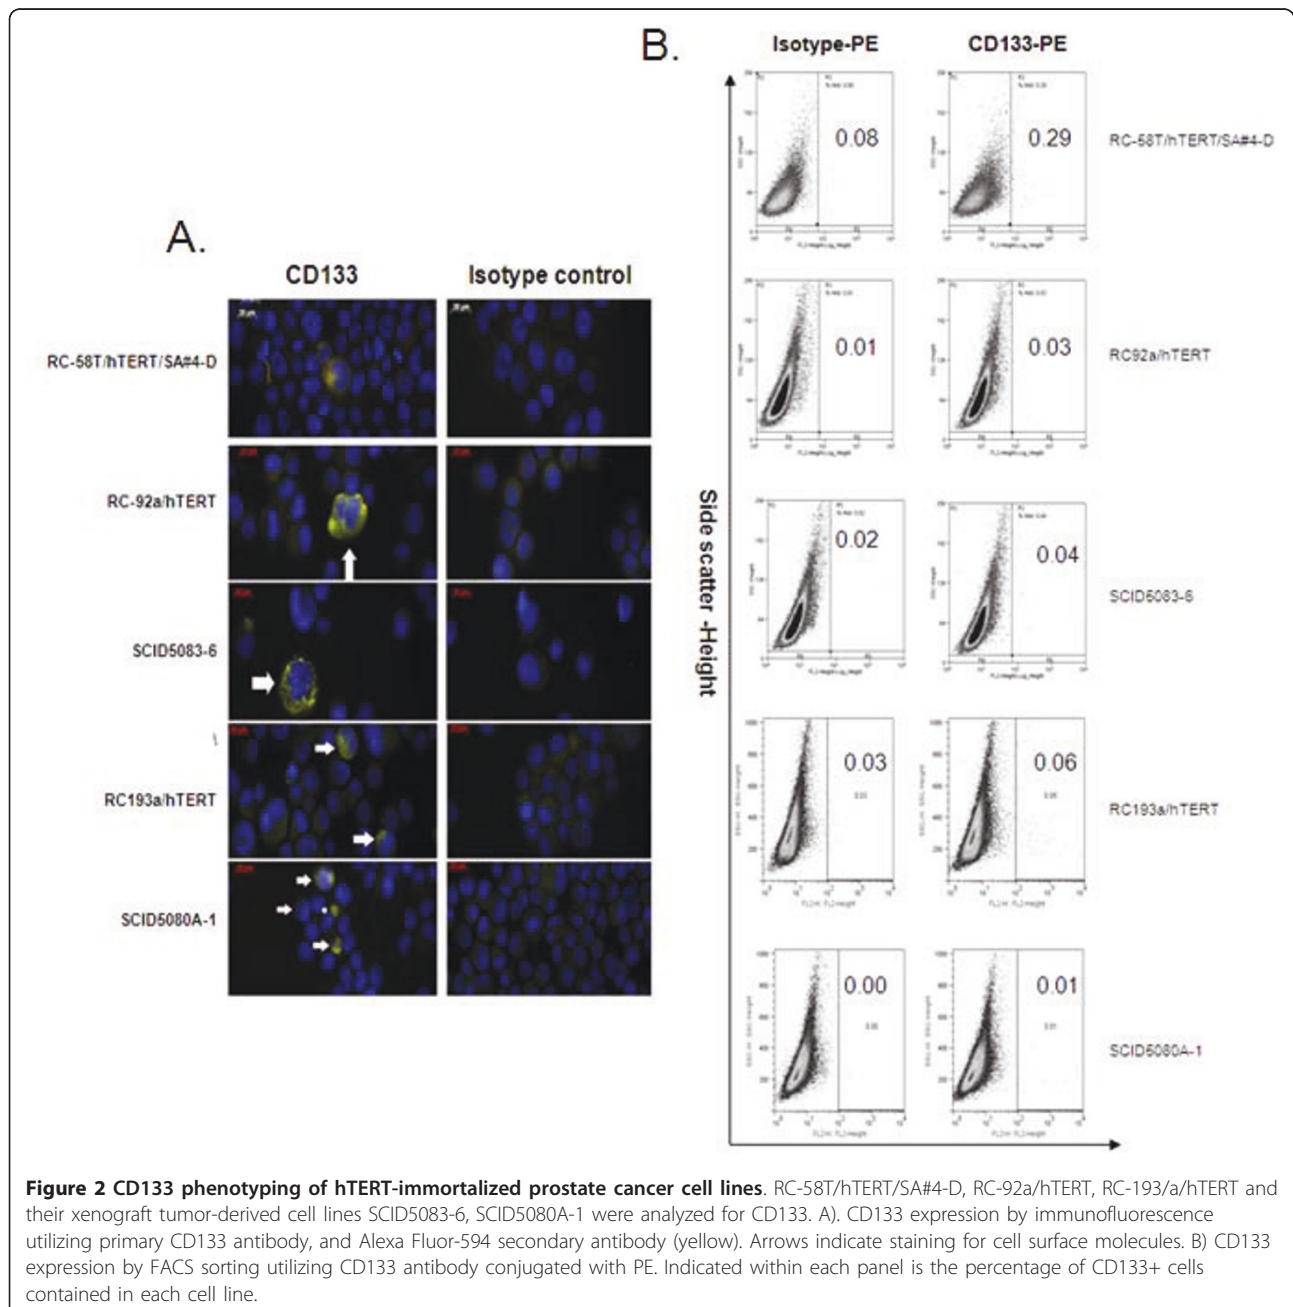 A.
CD133 Isotype control
RC-58T/hTERT/SA#4-D
RC-92a/hTERT
SCID5083-6
RC193a/hTERT
SCID5080A-1
B.
Isotype-PE CD133-PE
Side scatter -Height
0.08 0.29 RC-58T/hTERT/SA#4-D
0.01 0.03 RC92a/hTERT
0.02 0.04 SCID5083-6
0.03 0.06 RC193a/hTERT
0.00 0.01 SCID5080A-1
Figure 2 CD133 phenotyping of hTERT-immortalized prostate cancer cell lines. RC-58T/hTERT/SA#4-D, RC-92a/hTERT, RC-193/a/hTERT and
their xenograft tumor-derived cell lines SCID5083-6, SCID5080A-1 were analyzed for CD133. A). CD133 expression by immunofluorescence
utilizing primary CD133 antibody, and Alexa Fluor-594 secondary antibody (yellow). Arrows indicate staining for cell surface molecules. B) CD133
expression by FACS sorting utilizing CD133 antibody conjugated with PE. Indicated within each panel is the percentage of CD133+ cells
contained in each cell line.